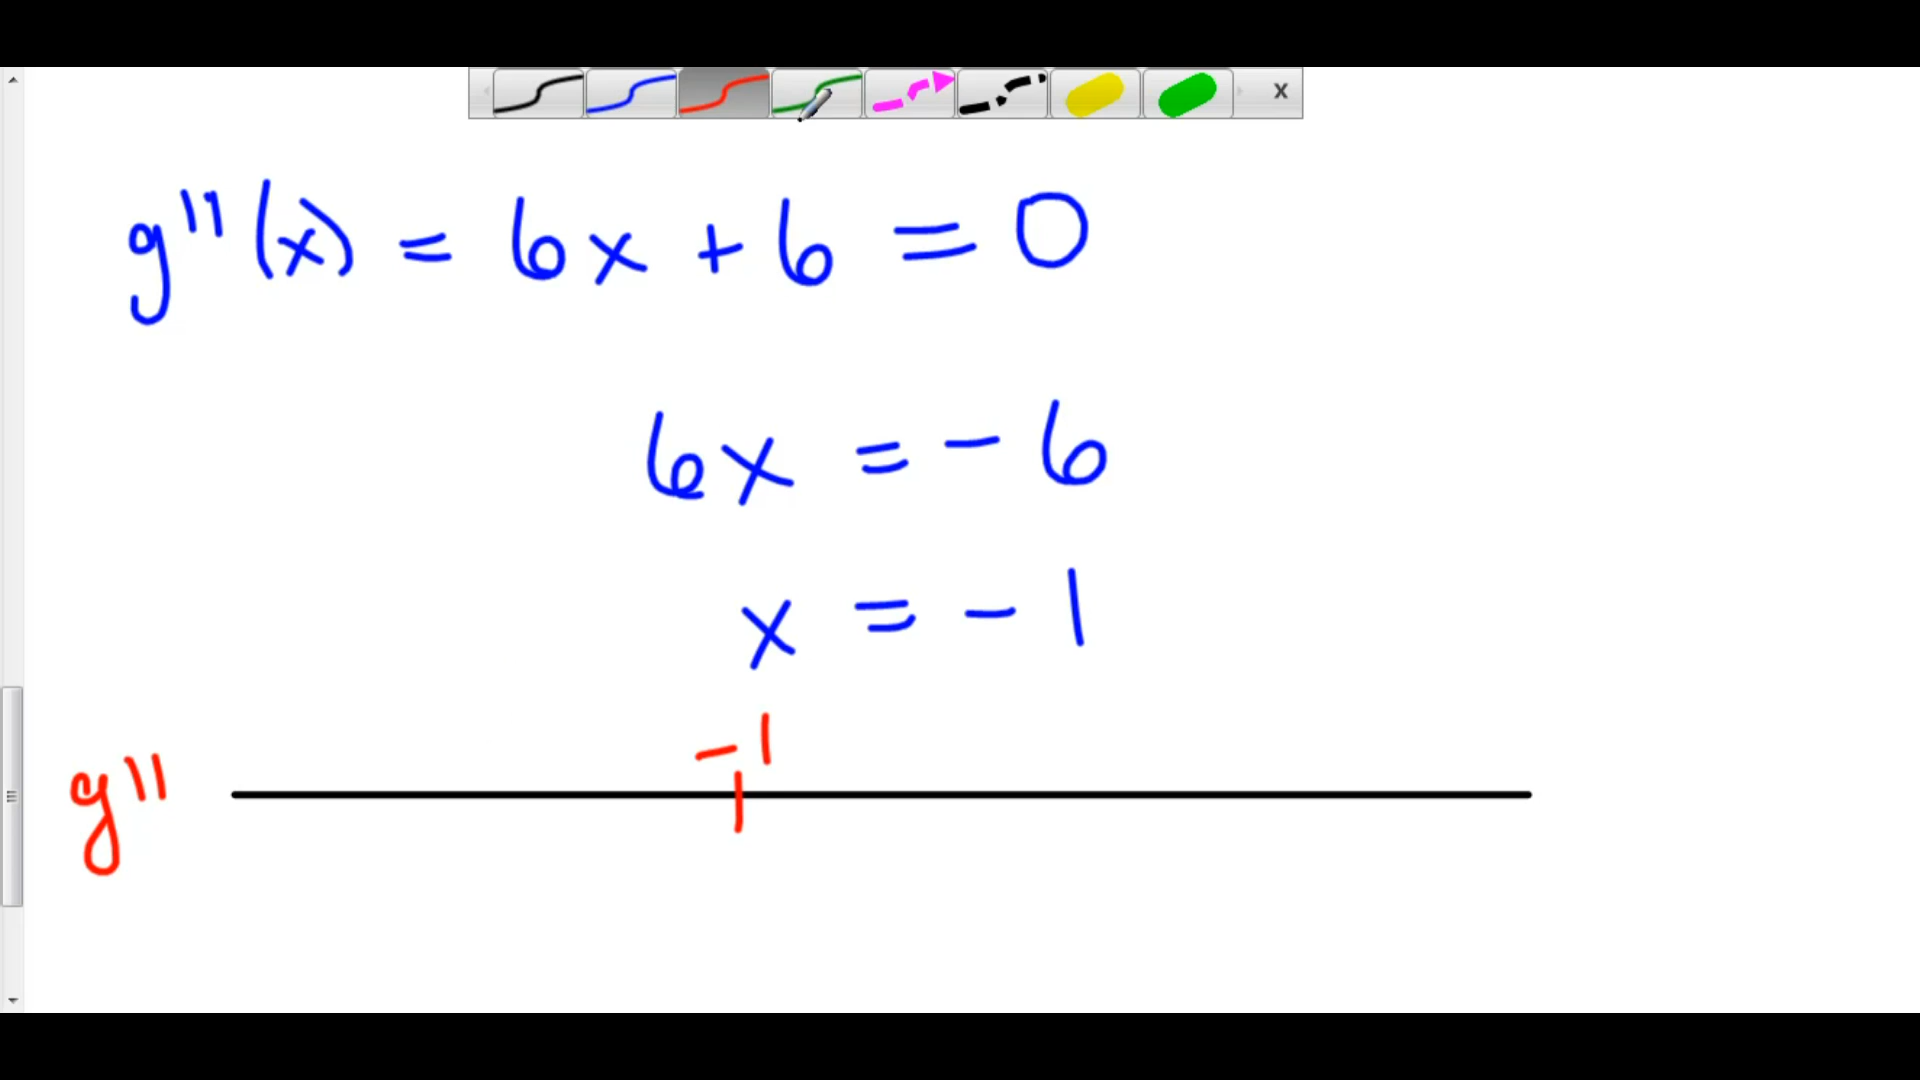 g''(x) = 6x + 6 = 0
6x = - 6
x = - 1
- 1
g''
x